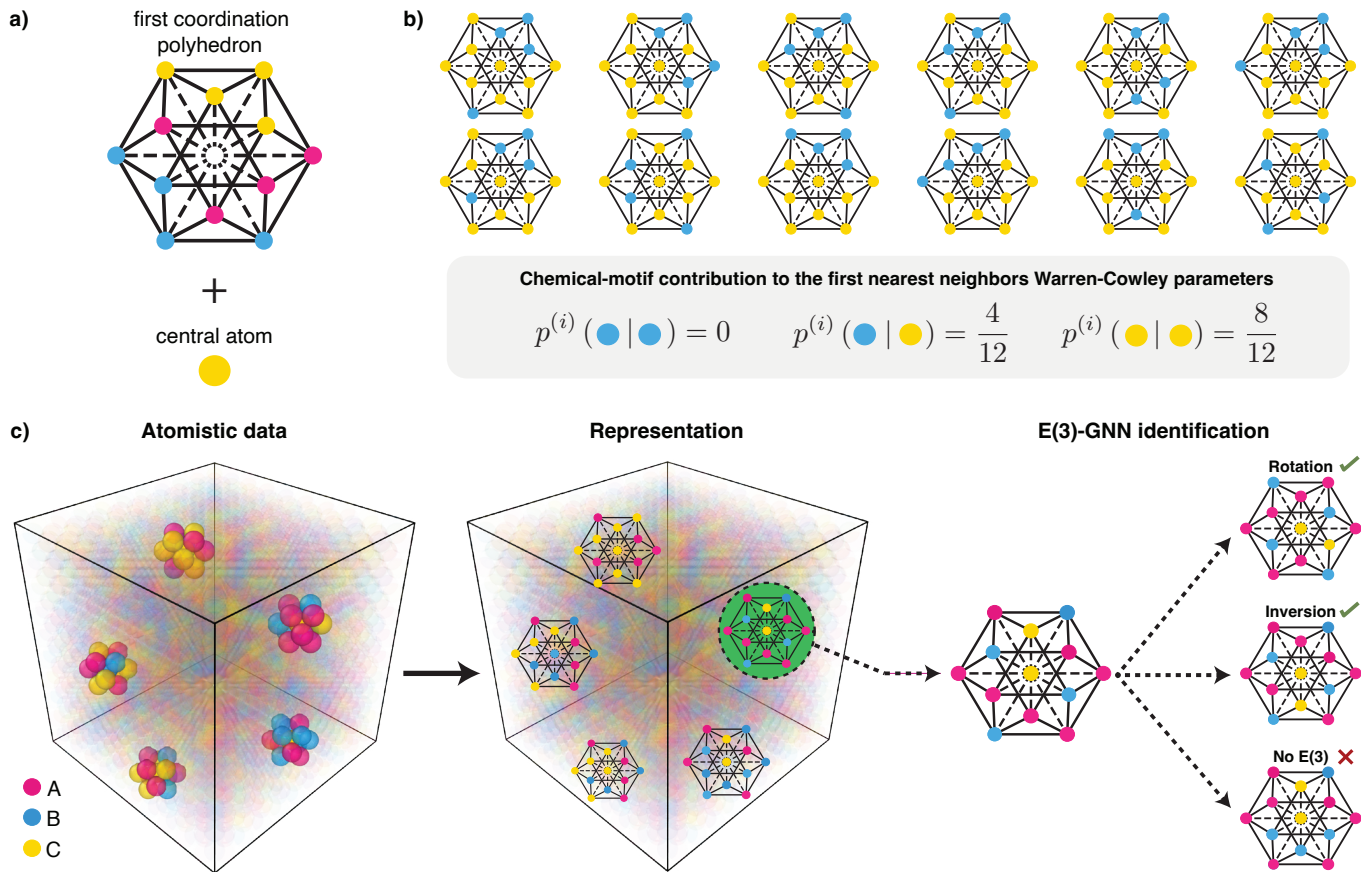 a)
first coordination
polyhedron
+
central atom
b)
Chemical-motif contribution to the first nearest neighbors Warren-Cowley parameters
p^{(i)} (● | ●) = 0    p^{(i)} (● | ●) = 4/12    p^{(i)} (● | ●) = 8/12
c)
Atomistic data
A
B
C
Representation
E(3)-GNN identification
Rotation ✓
Inversion ✓
No E(3) ✗